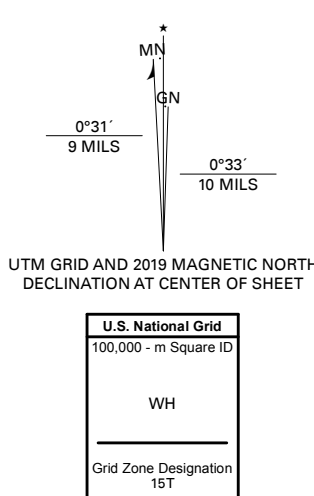 ★
MN
GN
0°31´
9 MILS
0°33´
10 MILS
UTM GRID AND 2019 MAGNETIC NORTH
DECLINATION AT CENTER OF SHEET
U.S. National Grid
100,000 - m Square ID
WH
Grid Zone Designation
15T